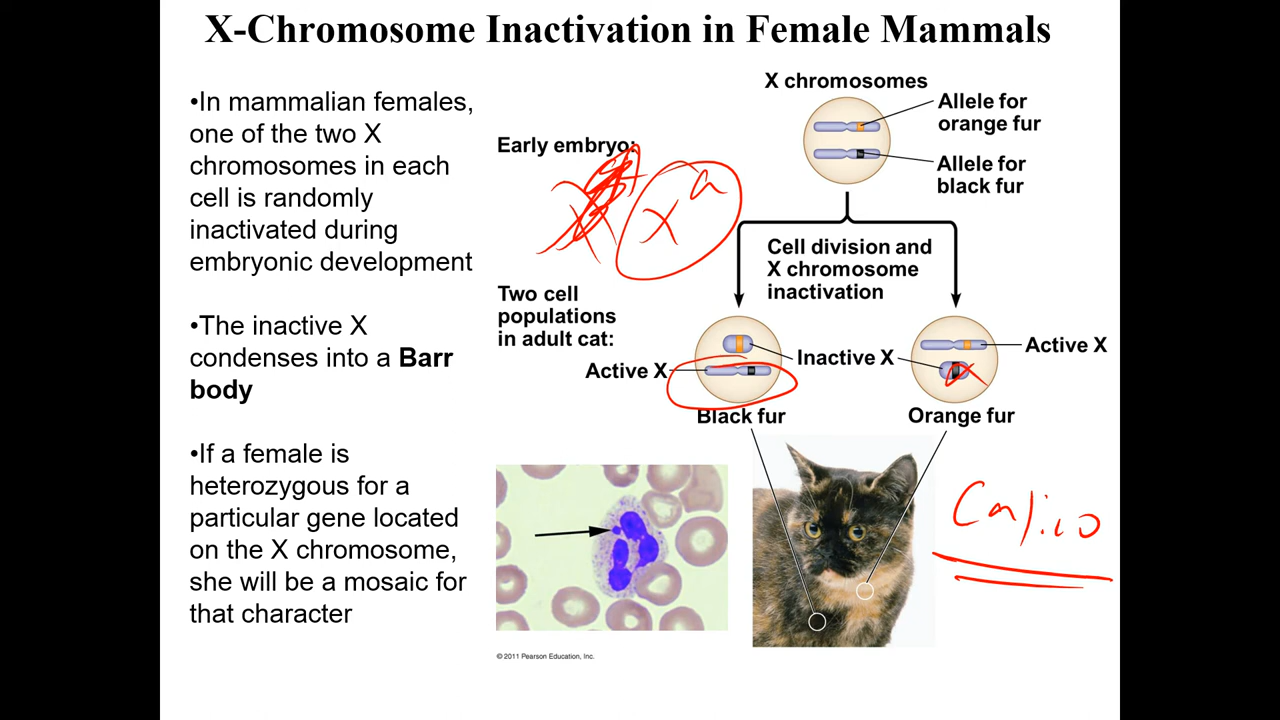 X-Chromosome Inactivation in Female Mammals
•In mammalian females,
one of the two X
chromosomes in each
cell is randomly
inactivated during
embryonic development
•The inactive X
condenses into a Barr
body
•If a female is
heterozygous for a
particular gene located
on the X chromosome,
she will be a mosaic for
that character
X chromosomes
Allele for
orange fur
Early embryo:
Allele for
black fur
X^a
Cell division and
X chromosome
inactivation
Two cell
populations
in adult cat:
Active X
Inactive X
Active X
Black fur
Orange fur
Calico
© 2011 Pearson Education, Inc.